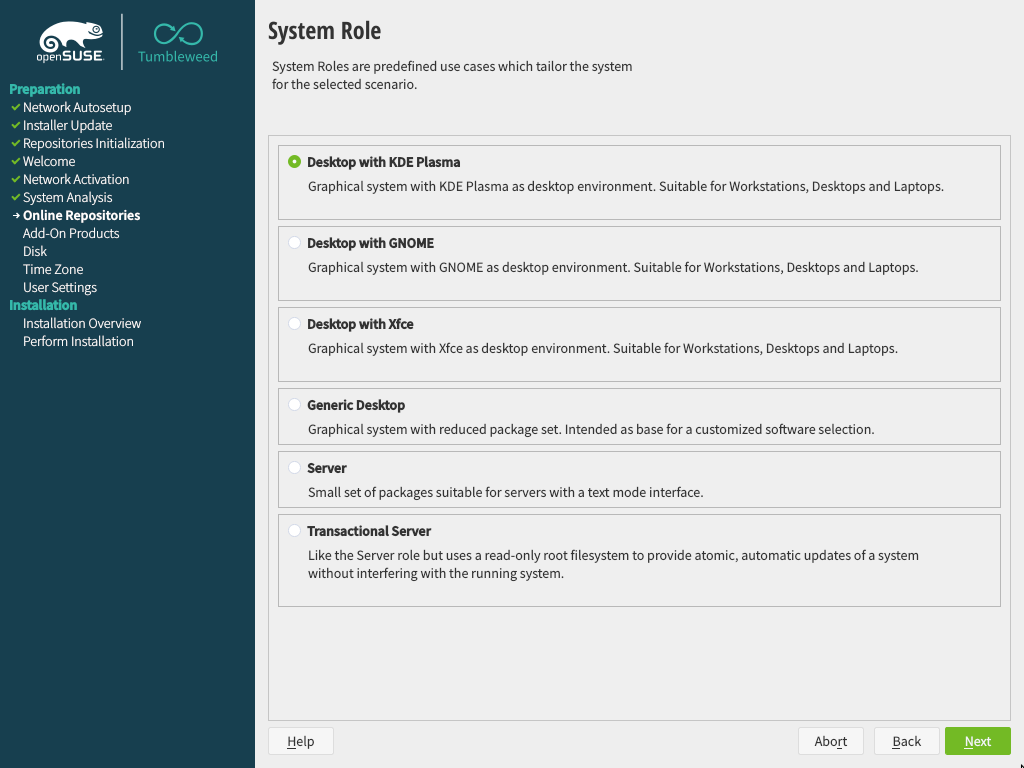 openSUSE
Tumbleweed
Preparation
Network Autosetup
Installer Update
Repositories Initialization
Welcome
Network Activation
System Analysis
Online Repositories
Add-On Products
Disk
Time Zone
User Settings
Installation
Installation Overview
Perform Installation
System Role
System Roles are predefined use cases which tailor the system
for the selected scenario.
Desktop with KDE Plasma
Graphical system with KDE Plasma as desktop environment. Suitable for Workstations, Desktops and Laptops.
Desktop with GNOME
Graphical system with GNOME as desktop environment. Suitable for Workstations, Desktops and Laptops.
Desktop with Xfce
Graphical system with Xfce as desktop environment. Suitable for Workstations, Desktops and Laptops.
Generic Desktop
Graphical system with reduced package set. Intended as base for a customized software selection.
Server
Small set of packages suitable for servers with a text mode interface.
Transactional Server
Like the Server role but uses a read-only root filesystem to provide atomic, automatic updates of a system
without interfering with the running system.
Help
Abort
Back
Next